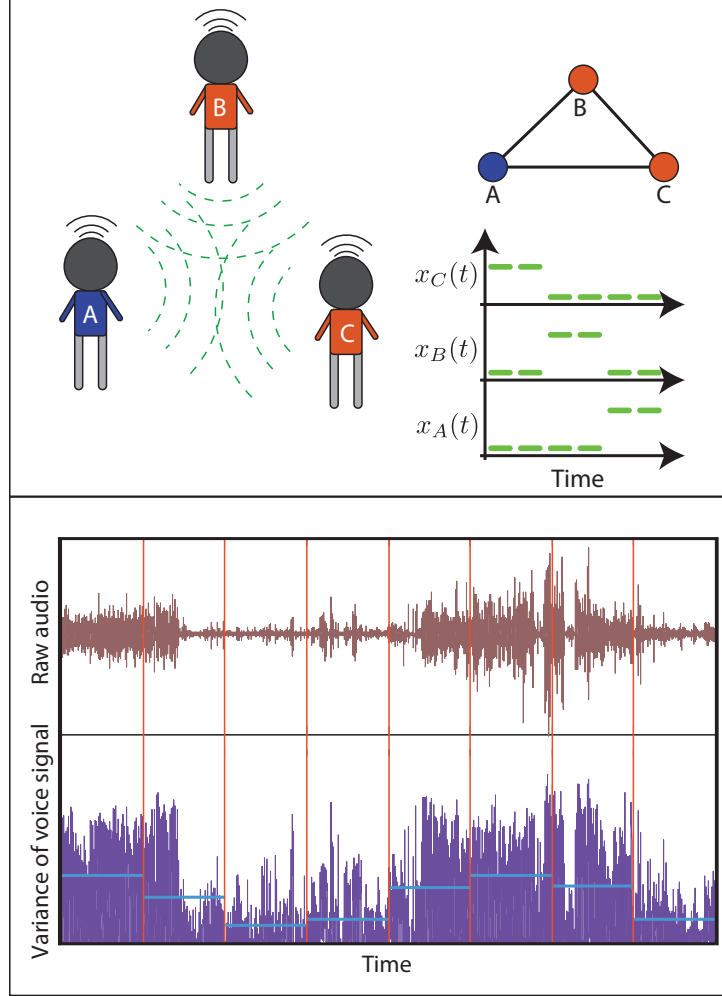 B
A
C
B
A
C
x_C(t)
x_B(t)
x_A(t)
Time
Raw audio
Variance of voice signal
Time